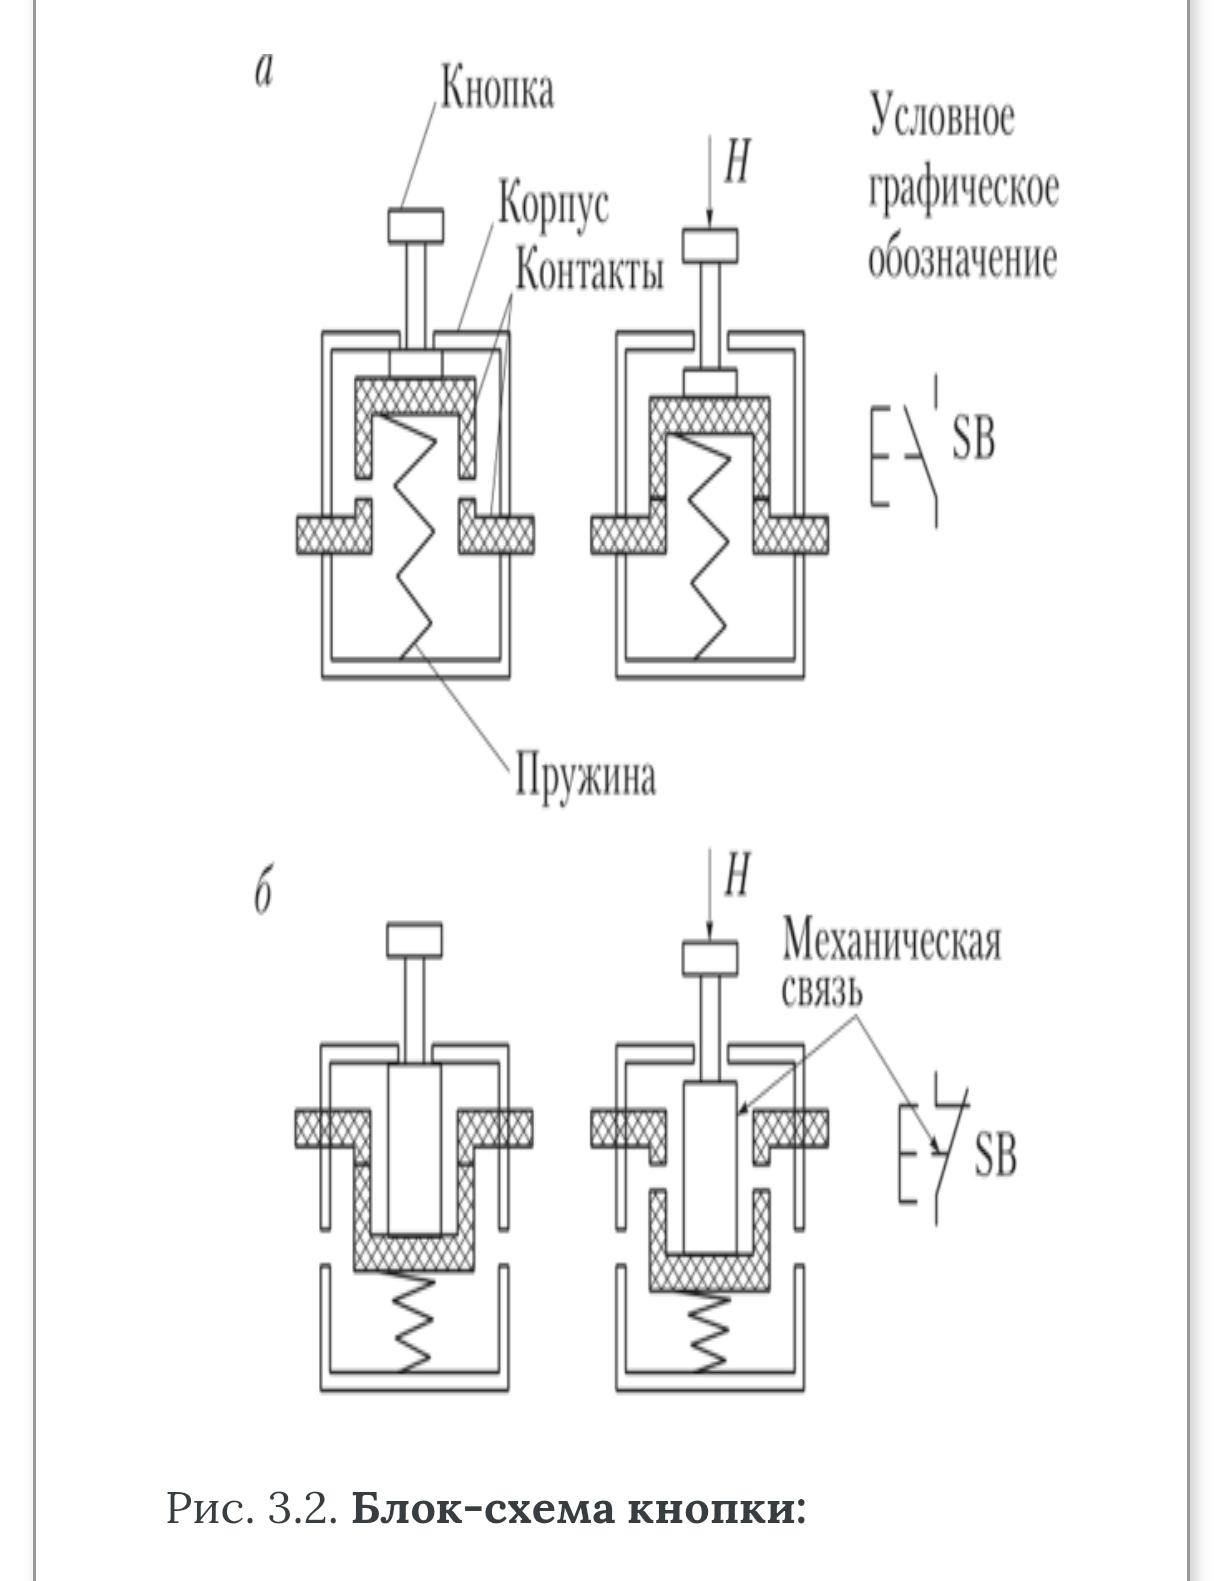 а
Кнопка
Корпус
Контакты
H
Условное
графическое
обозначение
SB
Пружина
б
H
Механическая
связь
SB
Рис. 3.2. Блок-схема кнопки: